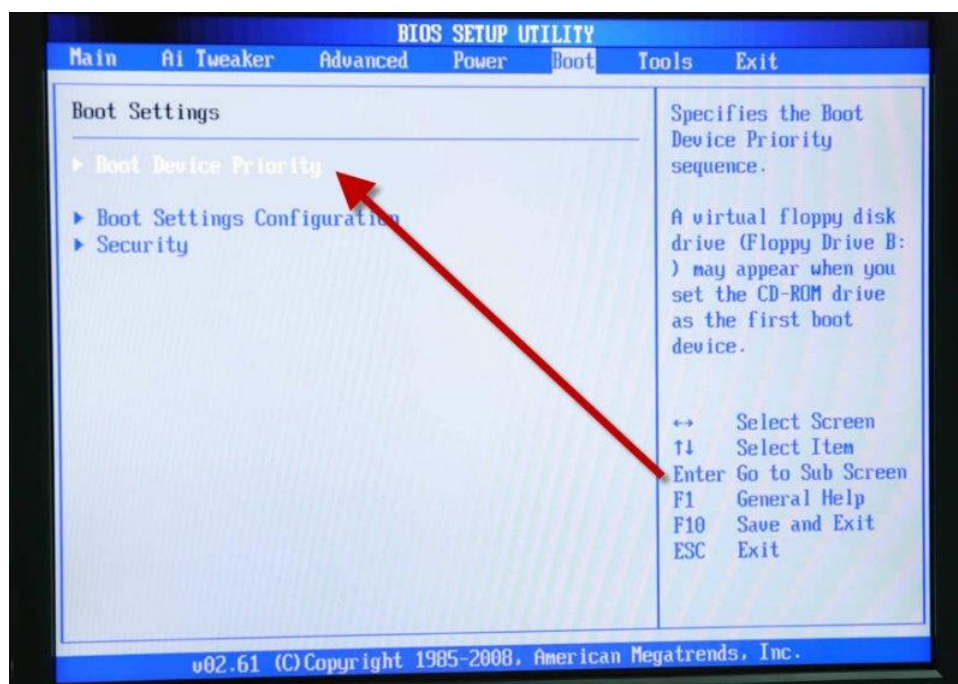 BIOS SETUP UTILITY
Main Ai Tweaker Advanced Power Boot Tools Exit
Boot Settings
Boot Device Priority
Boot Settings Configuration
Security
Specifies the Boot
Device Priority
sequence.
A virtual floppy disk
drive (Floppy Drive B:
) may appear when you
set the CD-ROM drive
as the first boot
device.
↔ Select Screen
↑↓ Select Item
Enter Go to Sub Screen
F1 General Help
F10 Save and Exit
ESC Exit
v02.61 (C)Copyright 1985-2008, American Megatrends, Inc.